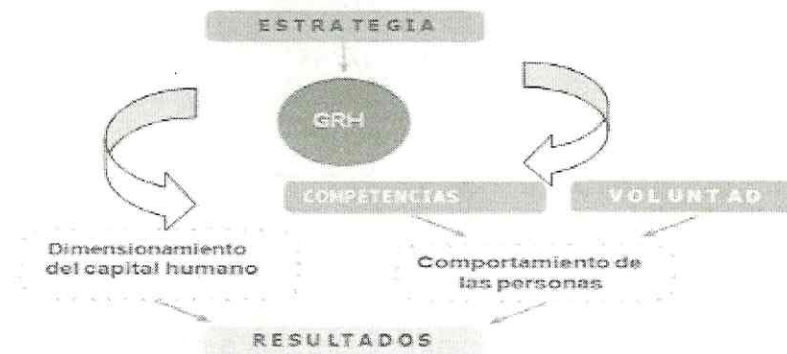 ESTRATEGIA
GRH
COMPETENCIAS
VOLUNTAD
Dimensionamiento
del capital humano
Comportamiento de
las personas
RESULTADOS